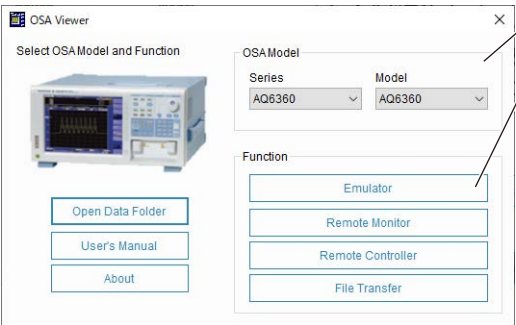 OSA Viewer
Select OSA Model and Function
OSA Model
Series
Model
AQ6360
AQ6360
Function
Emulator
Remote Monitor
Remote Controller
File Transfer
Open Data Folder
User's Manual
About